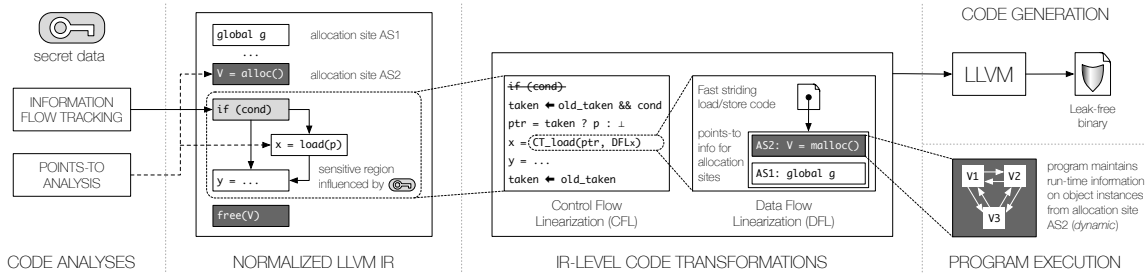 secret data
INFORMATION
FLOW TRACKING
POINTS-TO
ANALYSIS
CODE ANALYSES
global g
allocation site AS1
...
V = alloc()
allocation site AS2
if (cond)
x = load(p)
y = ...
sensitive region
influenced by
free(V)
NORMALIZED LLVM IR
if (cond)
taken ← old_taken && cond
ptr = taken ? p : ⊥
x = CT_load(ptr, DFLx)
y = ...
taken ← old_taken
Control Flow
Linearization (CFL)
Fast striding
load/store code
points-to
info for
allocation
sites
AS2: V = malloc()
AS1: global g
Data Flow
Linearization (DFL)
IR-LEVEL CODE TRANSFORMATIONS
CODE GENERATION
LLVM
Leak-free
binary
V1
V2
V3
program maintains
run-time information
on object instances
from allocation site
AS2 (dynamic)
PROGRAM EXECUTION